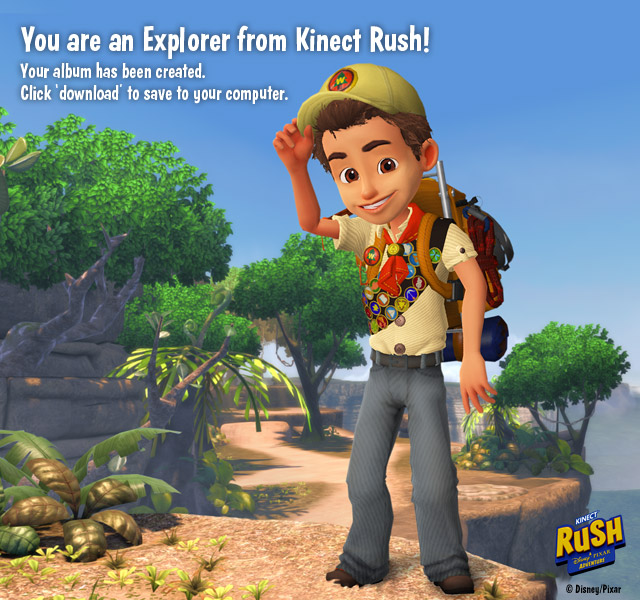 You are an Explorer from Kinect Rush!
Your album has been created.
Click 'download' to save to your computer.
W
KINECT
RUSH
Disney PIXAR
ADVENTURE
© Disney/Pixar